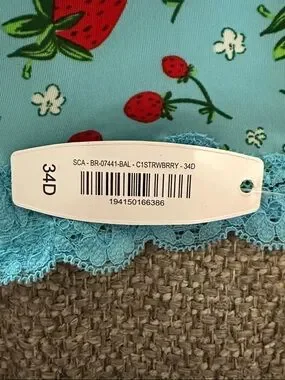 SCA - BR-07441-BAL - C1STRWBRRY - 34D
34D
194150166386